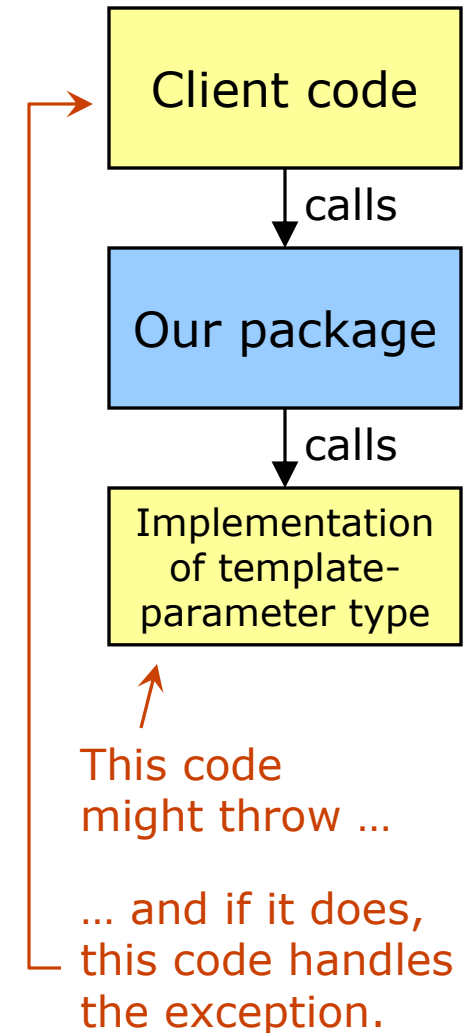 Client code
calls
Our package
calls
Implementation
of template-
parameter type
This code
might throw …
… and if it does,
this code handles
the exception.